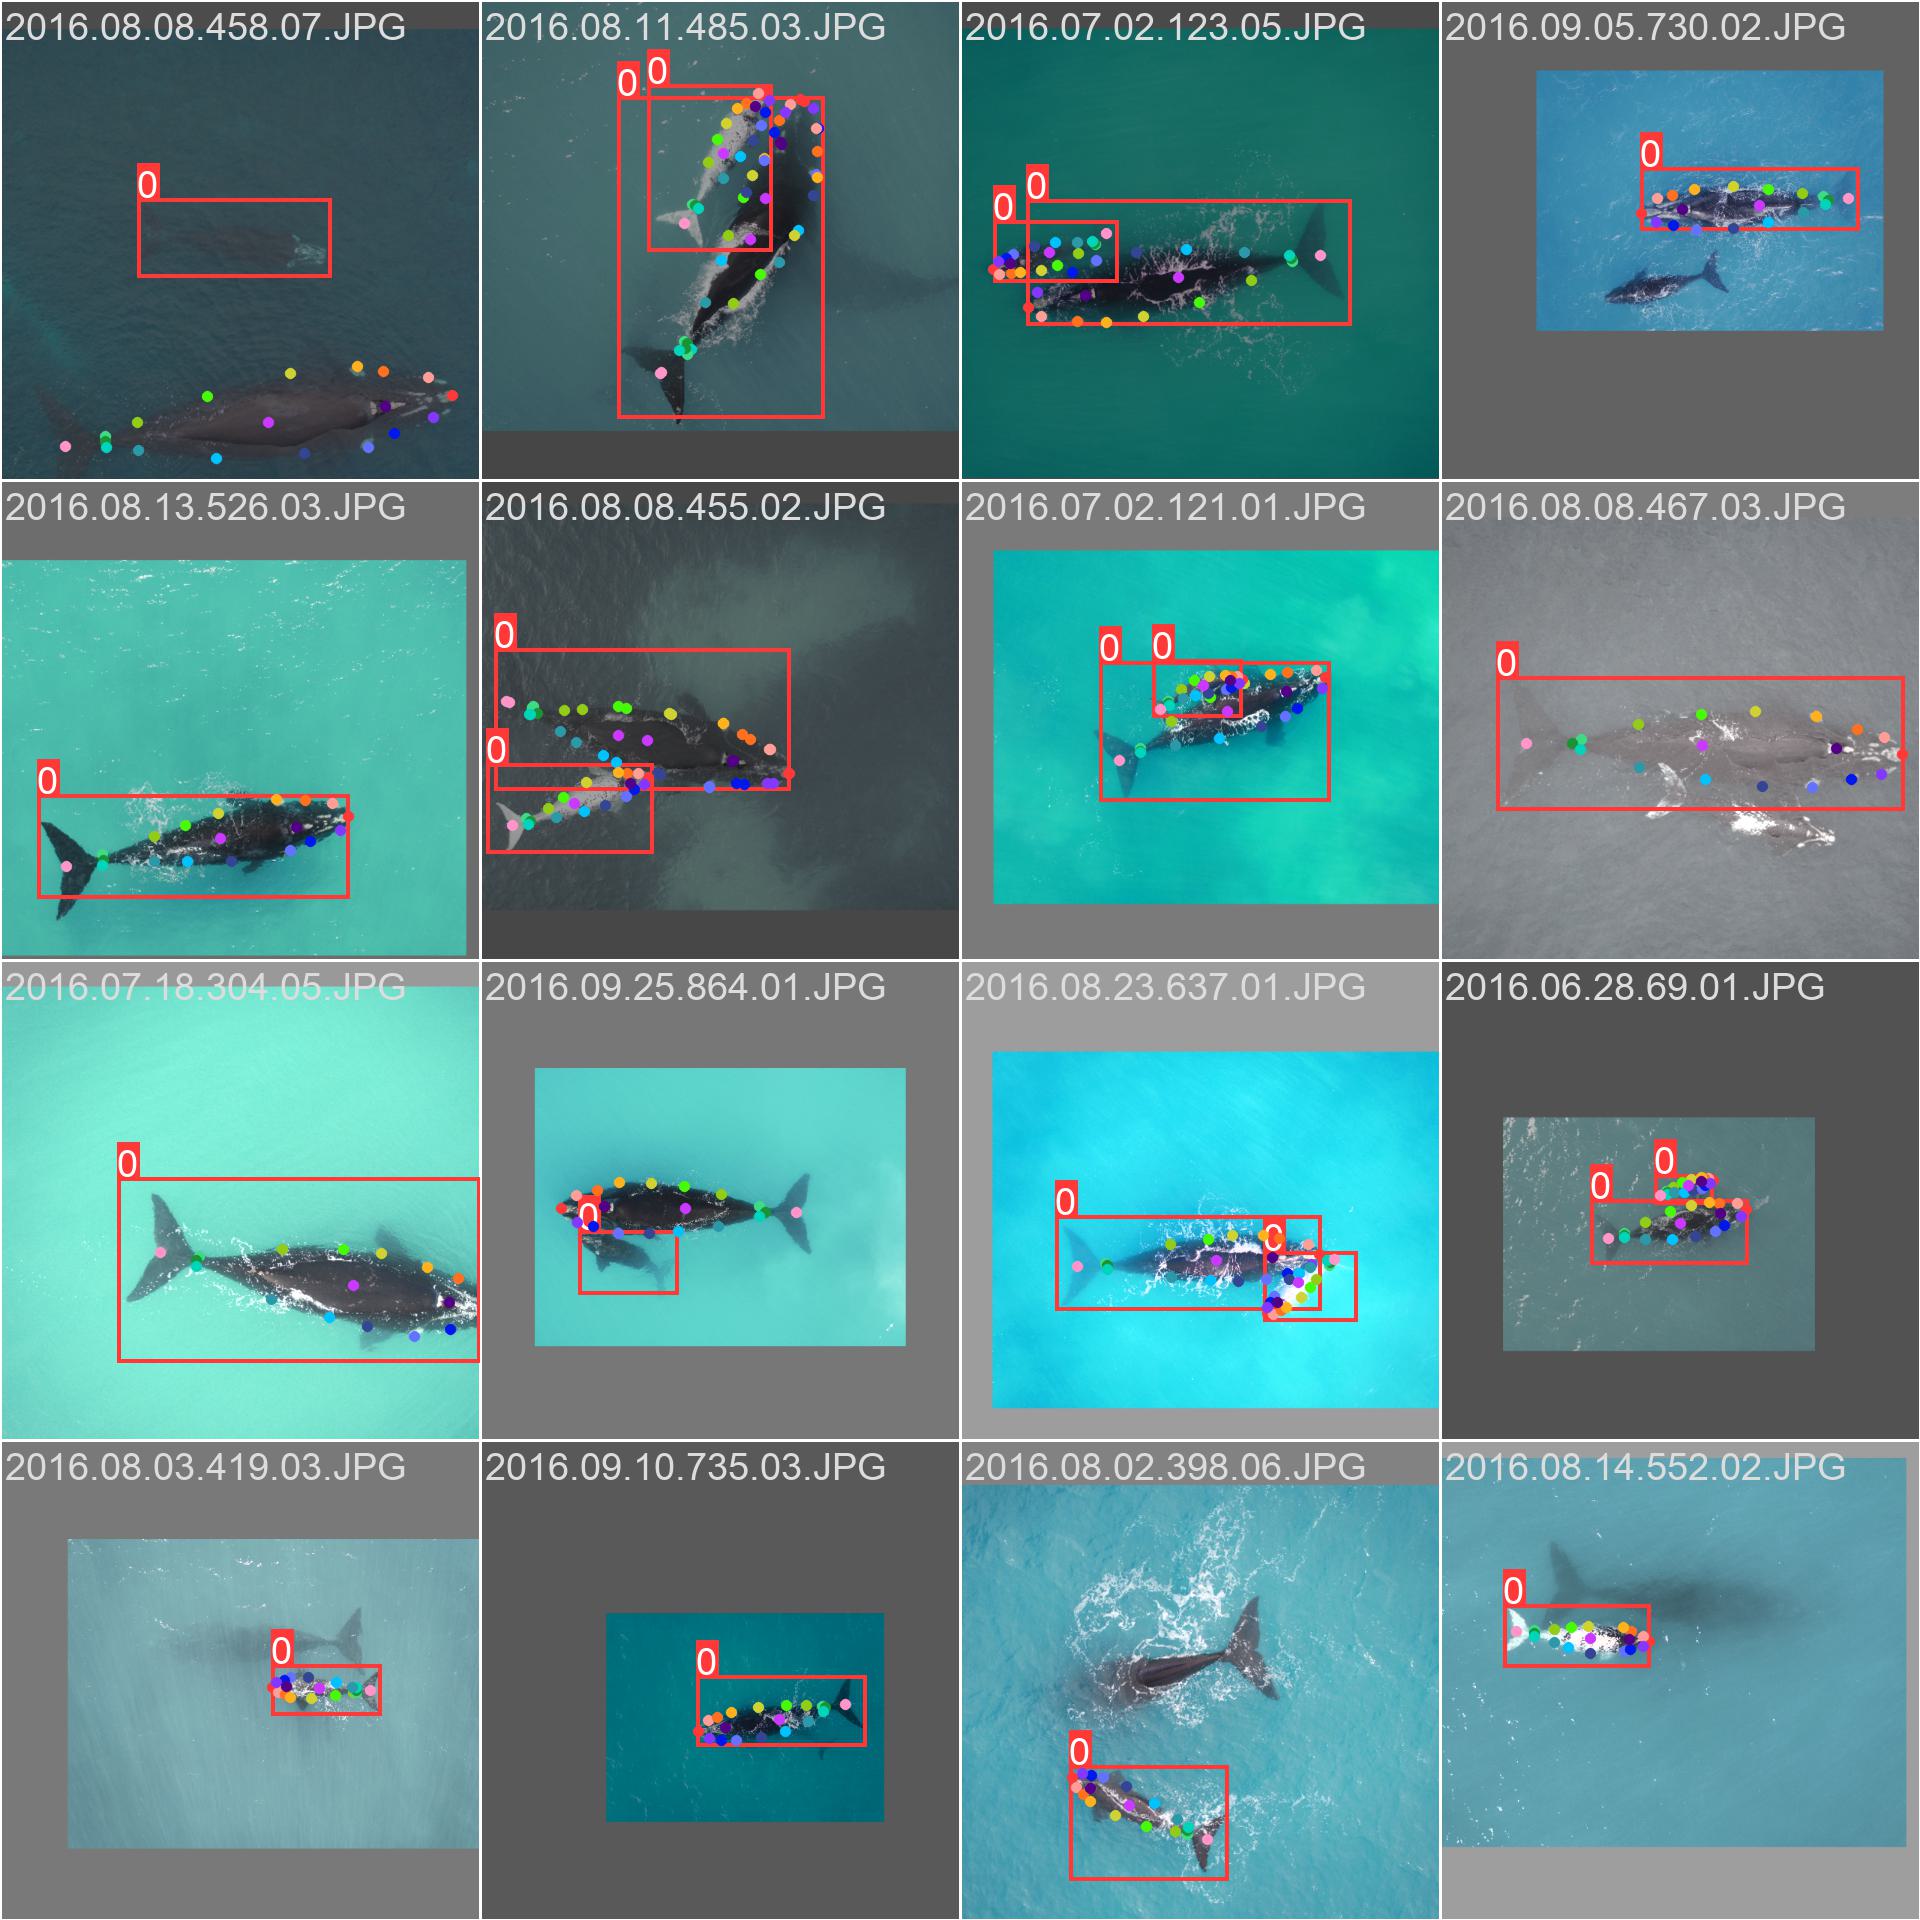 2016.08.08.458.07.JPG
2016.08.11.485.03.JPG
2016.07.02.123.05.JPG
2016.09.05.730.02.JPG
0
0
0
0
0
0
2016.08.13.526.03.JPG
2016.08.08.455.02.JPG
2016.07.02.121.01.JPG
2016.08.08.467.03.JPG
0
0
0
0
0
0
2016.07.18.304.05.JPG
2016.09.25.864.01.JPG
2016.08.23.637.01.JPG
2016.06.28.69.01.JPG
0
0
0
0
0
0
2016.08.03.419.03.JPG
2016.09.10.735.03.JPG
2016.08.02.398.06.JPG
2016.08.14.552.02.JPG
0
0
0
0